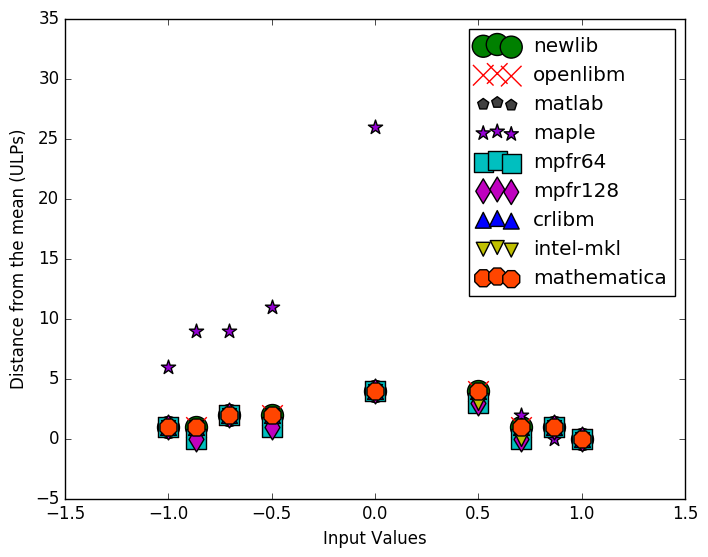 35
30
25
20
15
10
5
0
−5
Distance from the mean (ULPs)
newlib
openlibm
matlab
maple
mpfr64
mpfr128
crlibm
intel-mkl
mathematica
−1.5 −1.0 −0.5 0.0 0.5 1.0 1.5
Input Values